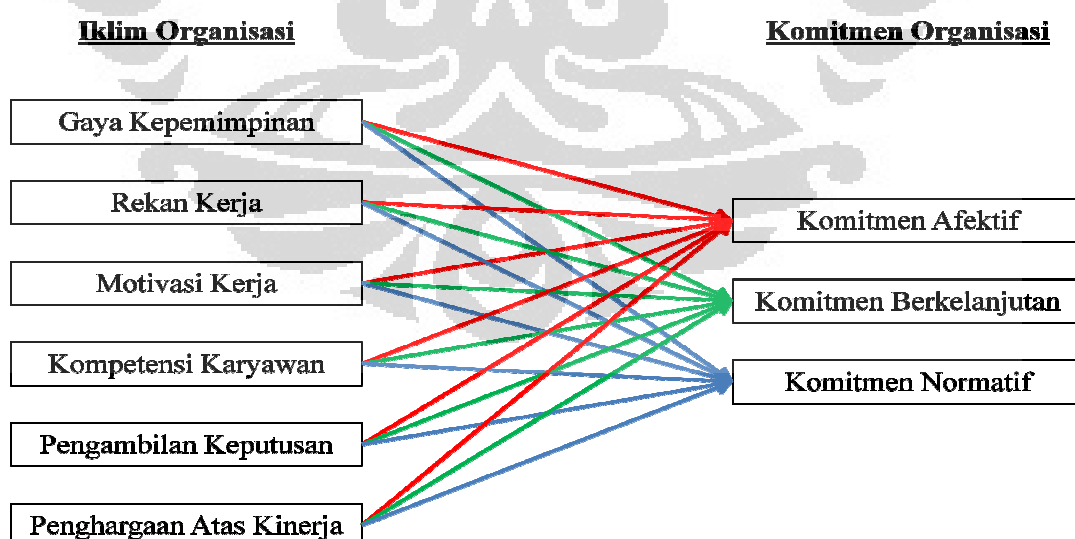 Iklim Organisasi
Komitmen Organisasi
Gaya Kepemimpinan
Rekan Kerja
Motivasi Kerja
Kompetensi Karyawan
Pengambilan Keputusan
Penghargaan Atas Kinerja
Komitmen Afektif
Komitmen Berkelanjutan
Komitmen Normatif